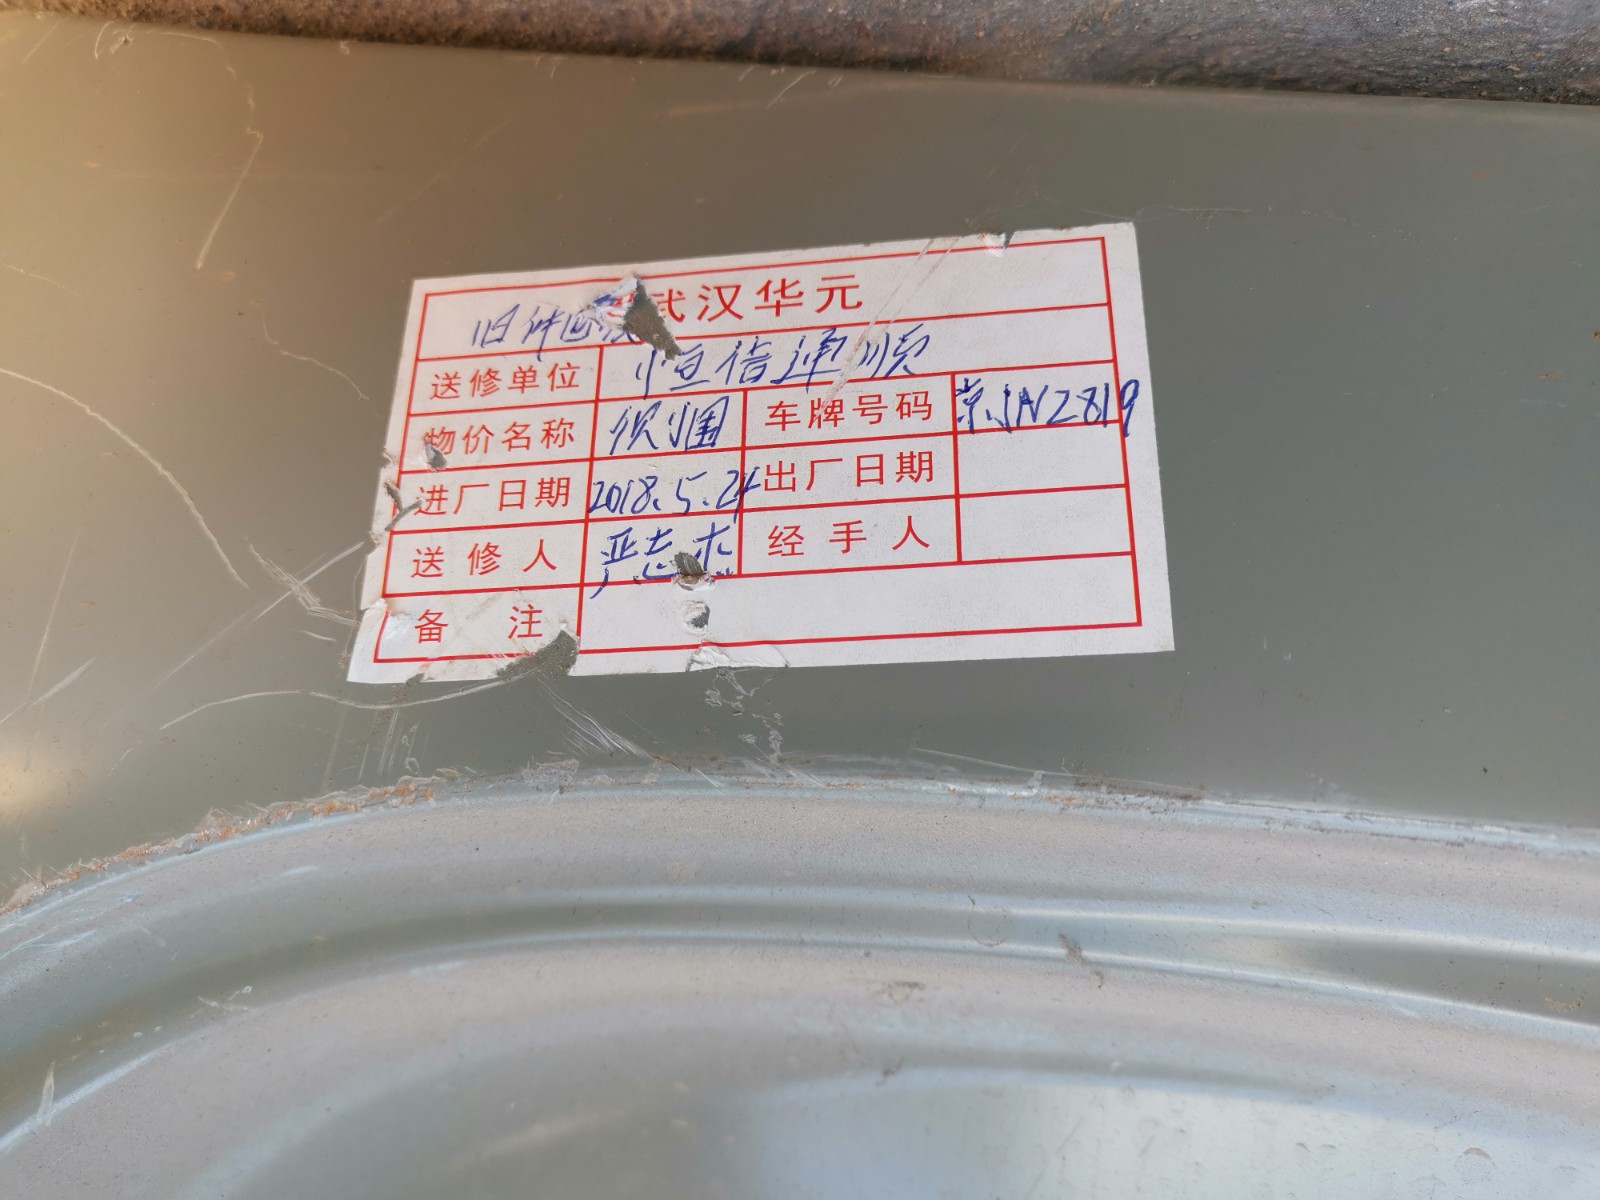 武汉华元
旧件回收
送修单位 恒信通顺
物价名称 车牌号码 京JN2819
进厂日期 2018.5.24 出厂日期
送修人 严志杰 经手人
备注